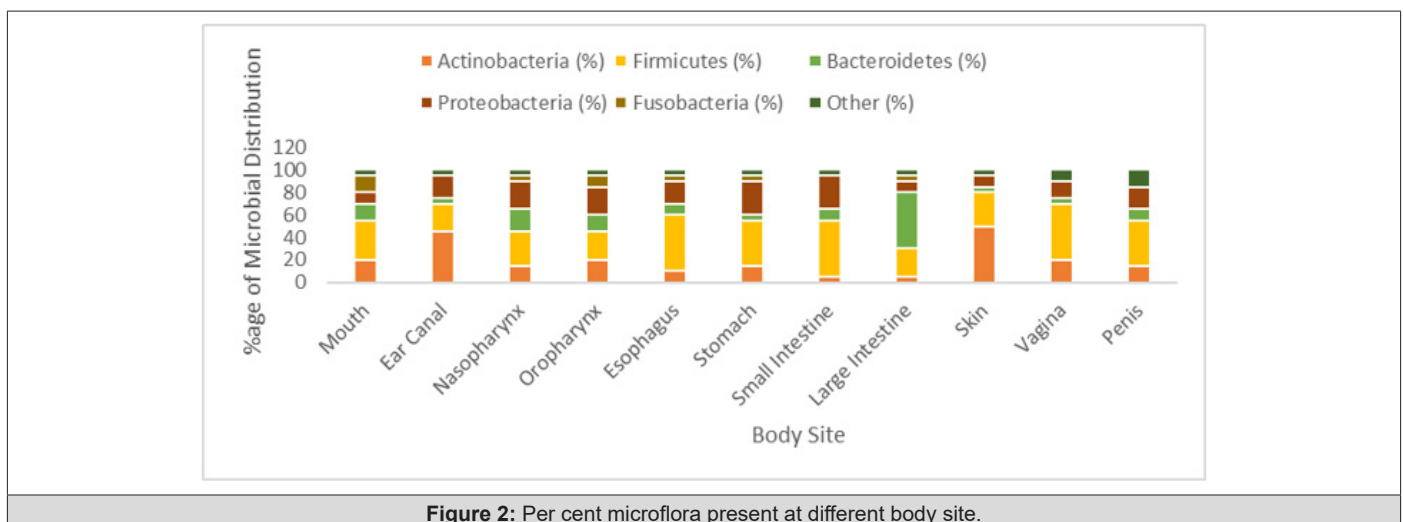 Actinobacteria (%) Firmicutes (%) Bacteroidetes (%)
Proteobacteria (%) Fusobacteria (%) Other (%)
%age of Microbial Distribution
120
100
80
60
40
20
0
Mouth
Ear Canal
Nasopharynx
Oropharynx
Esophagus
Stomach
Small Intestine
Large Intestine
Skin
Vagina
Penis
Body Site
Figure 2: Per cent microflora present at different body site.